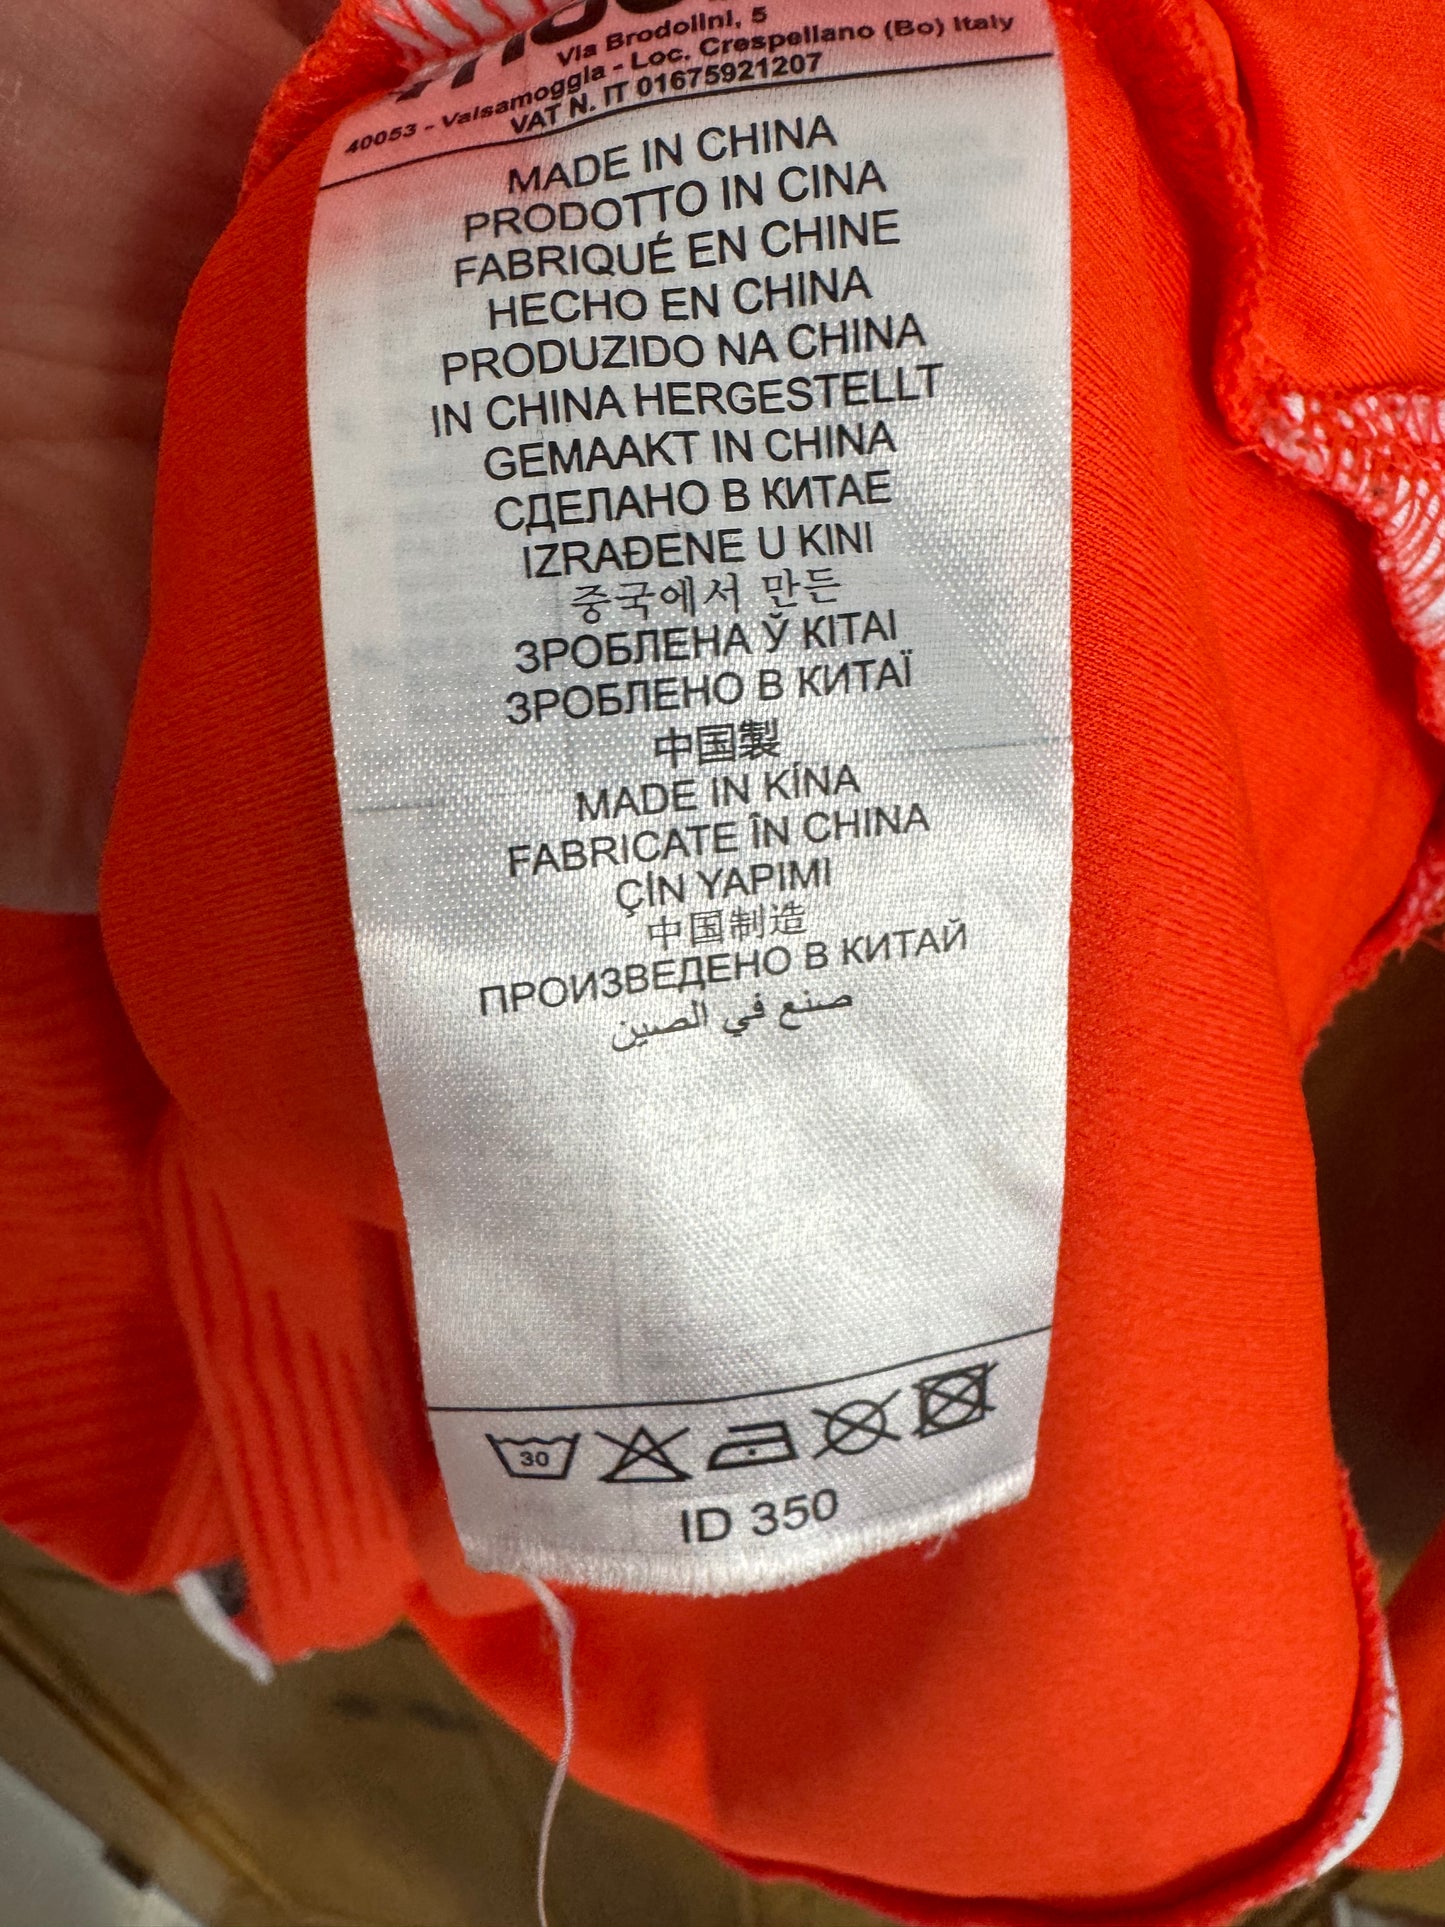 Via Brodolini, 5
40053 - Valsamoggia - Loc. Crespellano (Bo) Italy
VAT N. IT 01675921207
MADE IN CHINA
PRODOTTO IN CINA
FABRIQUÉ EN CHINE
HECHO EN CHINA
PRODUZIDO NA CHINA
IN CHINA HERGESTELLT
GEMAAKT IN CHINA
СДЕЛАНО В КИТАЕ
IZRAĐENE U KINI
중국에서 만든
ЗРОБЛЕНА Ў КІТАІ
ЗРОБЛЕНО В КИТАЇ
中国製
MADE IN KÍNA
FABRICATE ÎN CHINA
ÇİN YAPIMI
中国制造
ПРОИЗВЕДЕНО В КИТАЙ
صنع في الصين
30
ID 350